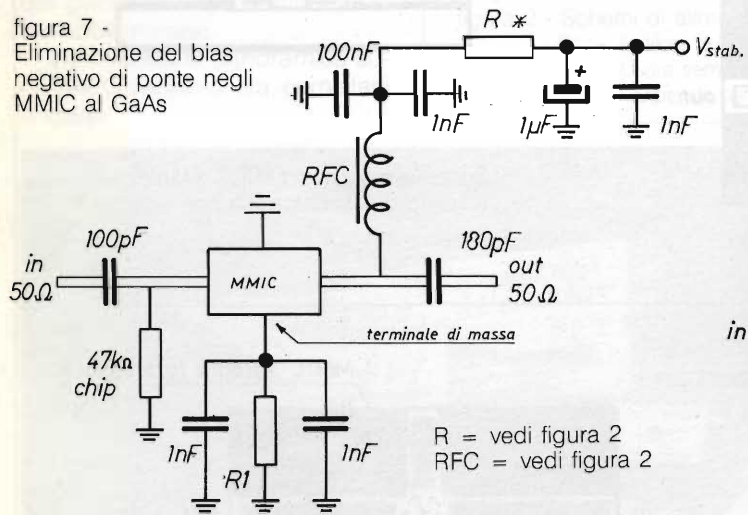 figura 7 -
Eliminazione del bias
negativo di ponte negli
MMIC al GaAs
100nF
R *
V stab.
1nF
+
1µF
1nF
RFC
100pF
180pF
in
50Ω
MMIC
out
50Ω
terminale di massa
in
47kΩ
chip
1nF
R1
1nF
R = vedi figura 2
RFC = vedi figura 2